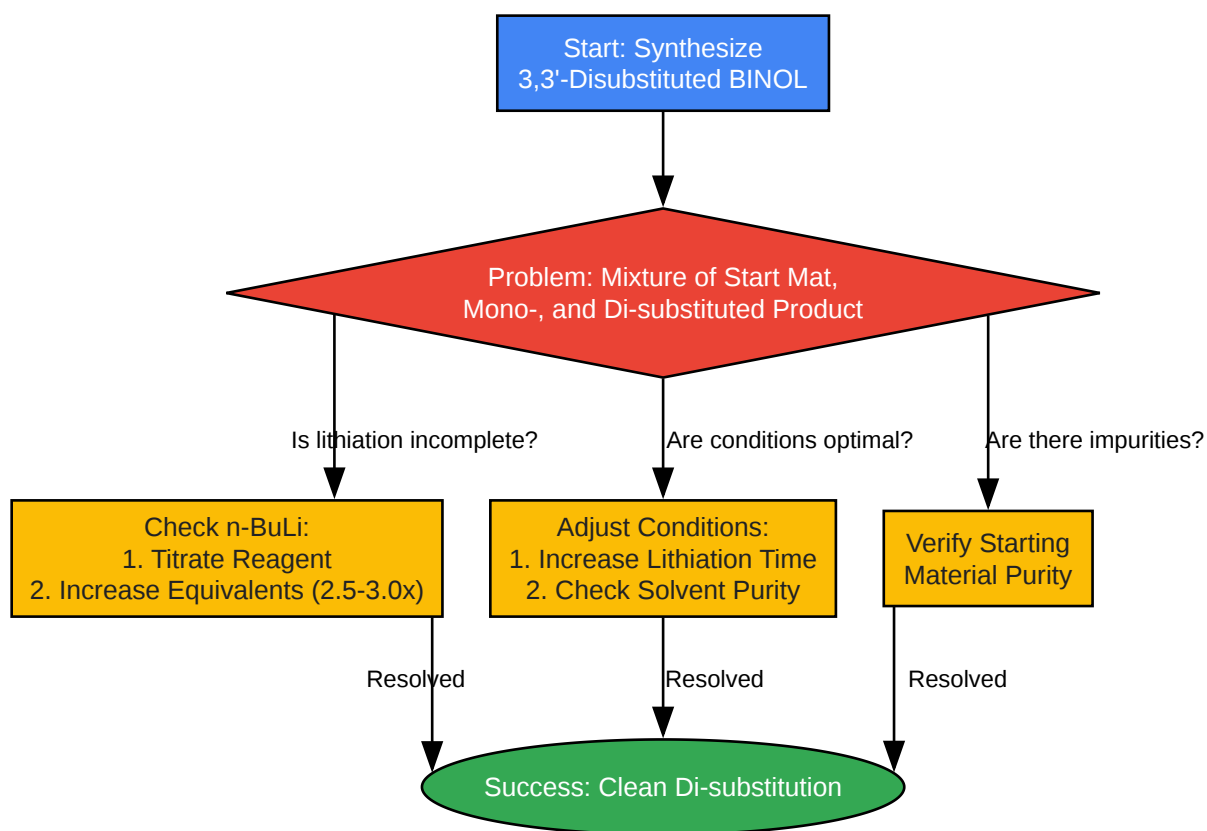 Start: Synthesize
3,3'-Disubstituted BINOL
Problem: Mixture of Start Mat,
Mono-, and Di-substituted Product
Is lithiation incomplete?
Are conditions optimal?
Are there impurities?
Check n-BuLi:
1. Titrate Reagent
2. Increase Equivalents (2.5-3.0x)
Adjust Conditions:
1. Increase Lithiation Time
2. Check Solvent Purity
Verify Starting
Material Purity
Resolved
Resolved
Resolved
Success: Clean Di-substitution